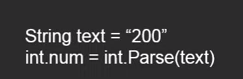 String text = “200”
int.num = int.Parse(text)